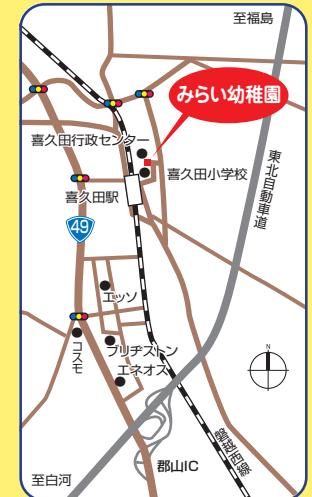 至福島
みらい幼稚園
喜久田行政センター
喜久田小学校
喜久田駅
東北自動車道
49
エッソ
ブリヂストン
コスモ
エネオス
N
磐越西線
郡山IC
至白河